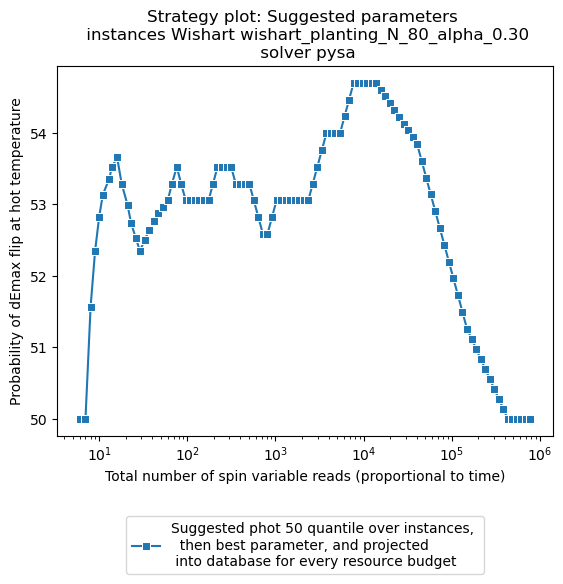 Strategy plot: Suggested parameters
instances Wishart wishart_planting_N_80_alpha_0.30
solver pysa
Probability of dEmax flip at hot temperature
54
53
52
51
50
10^1
10^2
10^3
10^4
10^5
10^6
Total number of spin variable reads (proportional to time)
Suggested phot 50 quantile over instances,
then best parameter, and projected
into database for every resource budget